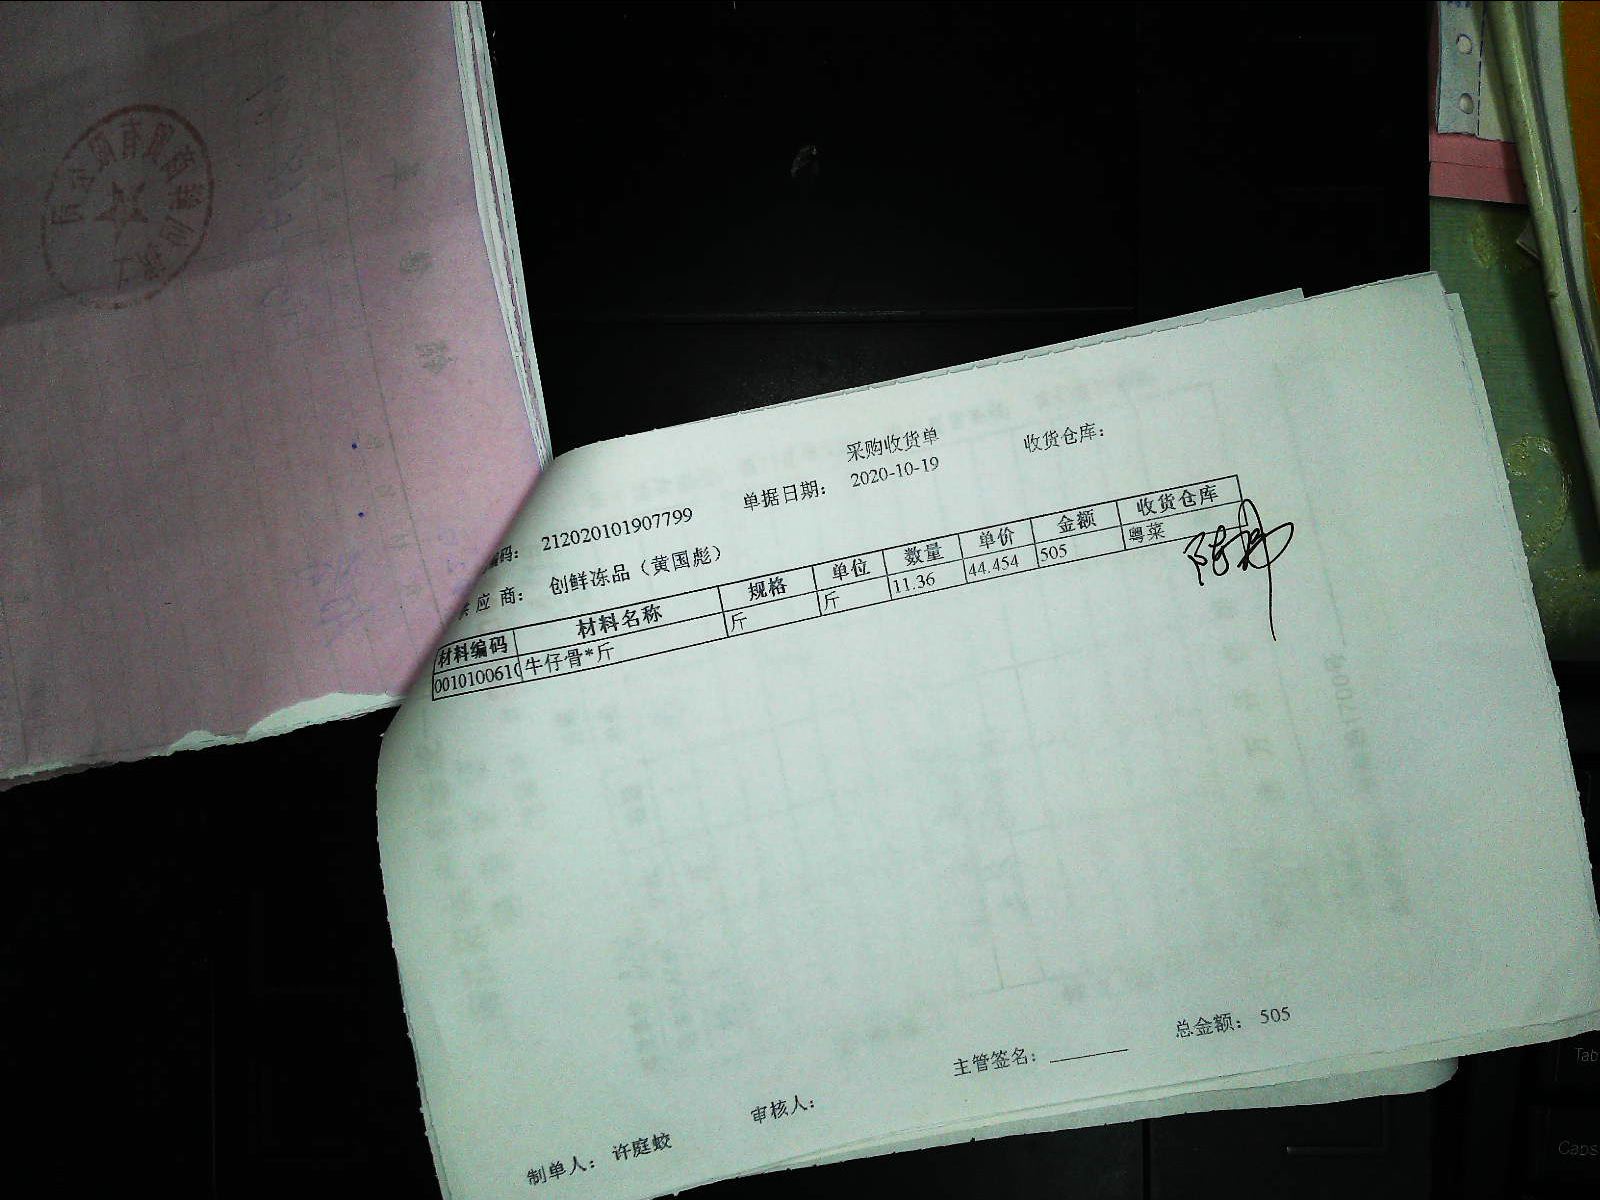 采购收货单
编码： 212020101907799 单据日期： 2020-10-19 收货仓库：
供应商： 创鲜冻品（黄国彪）
材料编码 材料名称 规格 单位 数量 单价 金额 收货仓库
0010100610 牛仔骨*斤 斤 斤 11.36 44.454 505 粤菜
总金额： 505
主管签名：
审核人：
制单人： 许庭蛟
Tab
Caps